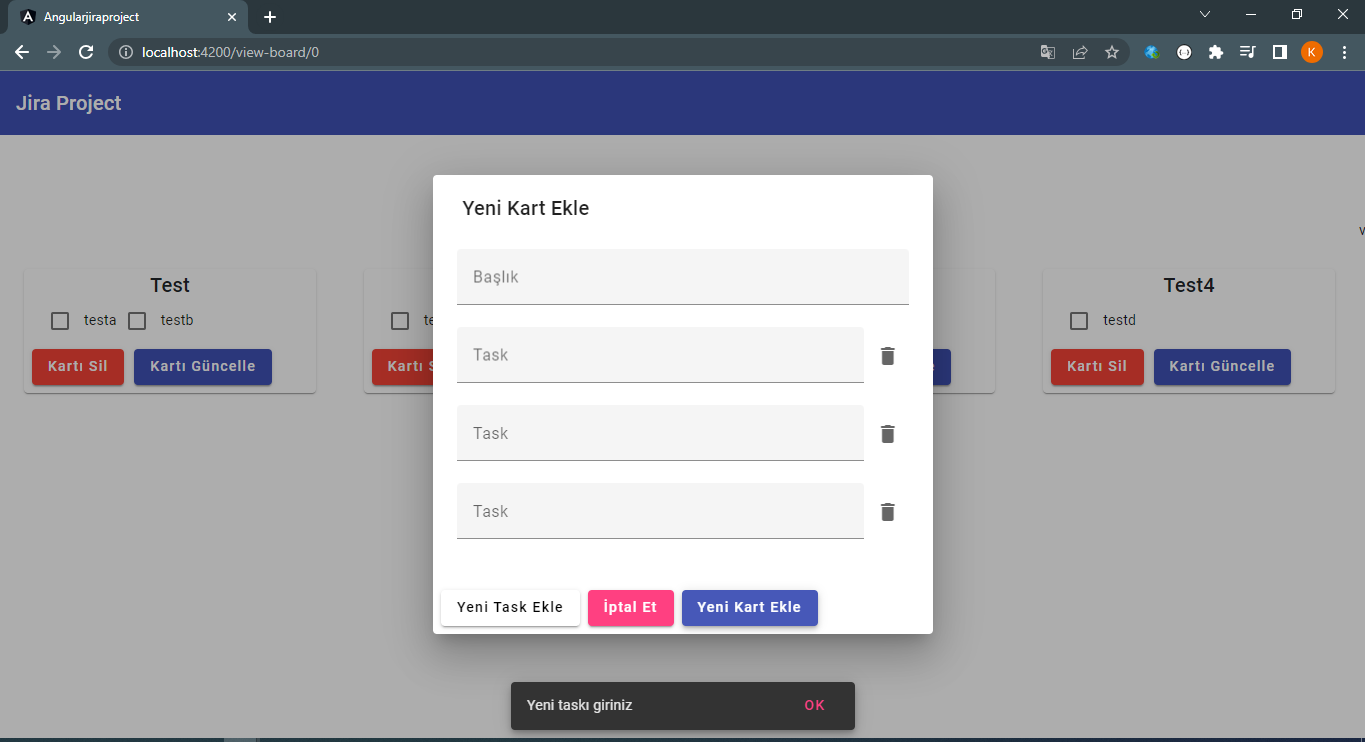 Angularjiraproject
localhost:4200/view-board/0
K
Jira Project
Yeni Kart Ekle
Başlık
Task
Task
Task
Yeni Task Ekle İptal Et Yeni Kart Ekle
Test
testa testb
Kartı Sil Kartı Güncelle
Test4
testd
Kartı Sil Kartı Güncelle
Yeni taskı giriniz OK